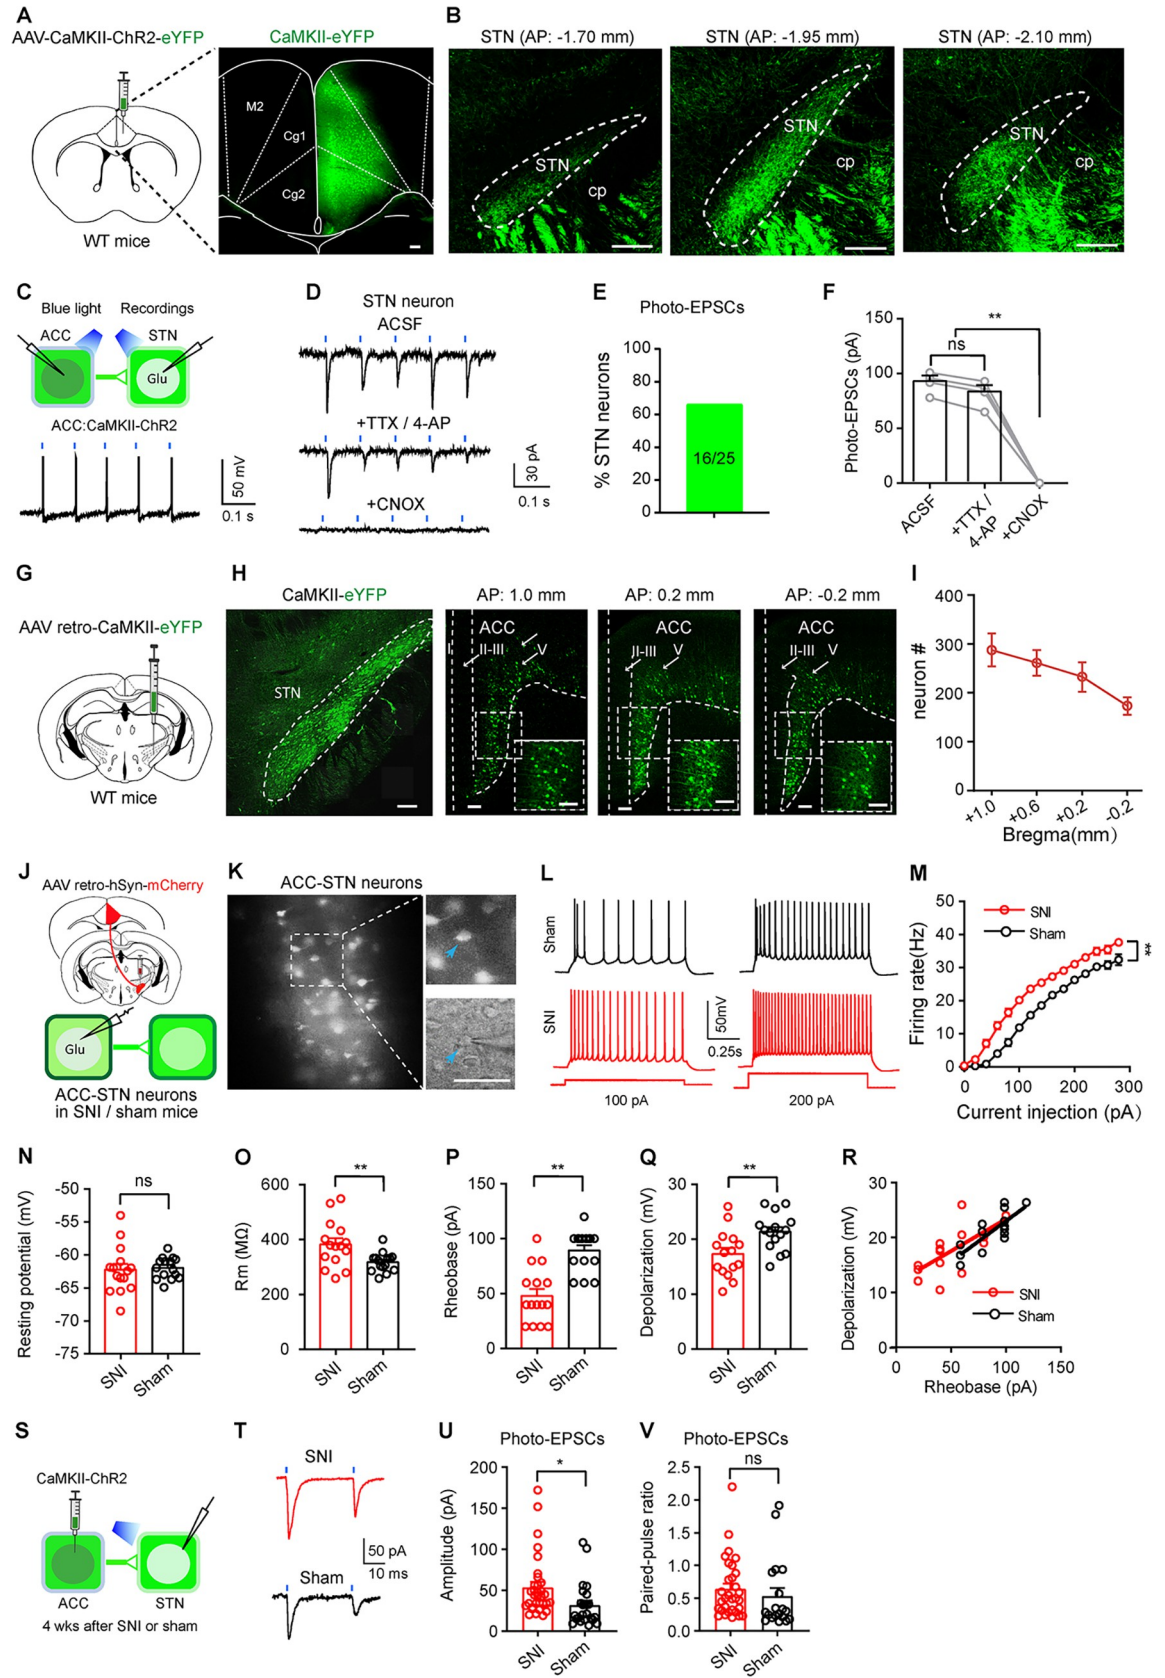 A
AAV-CaMKII-ChR2-eYFP
WT mice
CaMKII-eYFP
M2
Cg1
Cg2
B
STN (AP: -1.70 mm)
STN (AP: -1.95 mm)
STN (AP: -2.10 mm)
STN
cp
STN
cp
STN
cp
C
Blue light
Recordings
ACC
STN
Glu
ACC:CaMKII-ChR2
50 mV
0.1 s
D
STN neuron
ACSF
+TTX / 4-AP
+CNOX
30 pA
0.1 s
E
Photo-EPSCs
% STN neurons
100
80
60
40
20
0
16/25
F
Photo-EPSCs (pA)
150
100
50
0
ns
**
ACSF
+TTX /
4-AP
+CNOX
G
AAV retro-CaMKII-eYFP
WT mice
H
CaMKII-eYFP
STN
AP: 1.0 mm
ACC
I
II-III
V
AP: 0.2 mm
ACC
II-III
V
AP: -0.2 mm
ACC
II-III
V
I
neuron #
400
300
200
100
0
+1.0
+0.6
+0.2
-0.2
Bregma(mm)
J
AAV retro-hSyn-mCherry
Glu
ACC-STN neurons
in SNI / sham mice
K
ACC-STN neurons
L
Sham
SNI
50mV
0.25s
100 pA
200 pA
M
Firing rate(Hz)
50
40
30
20
10
0
SNI
Sham
**
0
100
200
300
Current injection (pA)
N
Resting potential (mV)
-50
-55
-60
-65
-70
-75
ns
SNI
Sham
O
Rm (MΩ)
600
400
200
0
**
SNI
Sham
P
Rheobase (pA)
150
100
50
0
**
SNI
Sham
Q
Depolarization (mV)
30
20
10
0
**
SNI
Sham
R
Depolarization (mV)
30
20
10
0
SNI
Sham
0
50
100
150
Rheobase (pA)
S
CaMKII-ChR2
ACC
STN
4 wks after SNI or sham
T
SNI
50 pA
10 ms
Sham
U
Photo-EPSCs
Amplitude (pA)
200
150
100
50
0
*
SNI
Sham
V
Photo-EPSCs
Paired-pulse ratio
2.5
2.0
1.5
1.0
0.5
0.0
ns
SNI
Sham